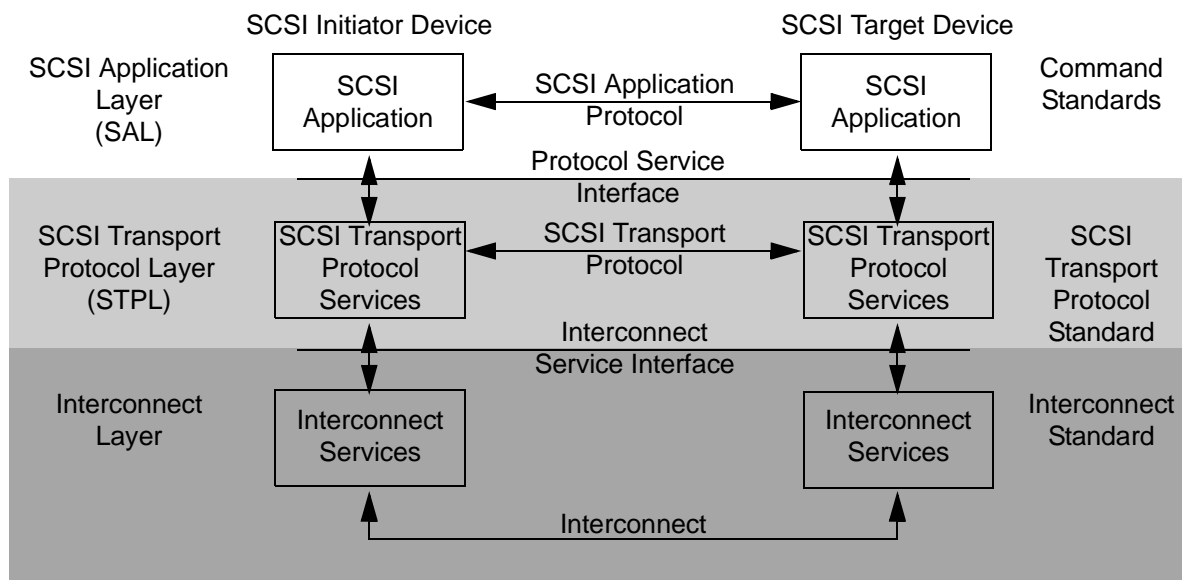 SCSI Initiator Device
SCSI Target Device
SCSI Application
Layer
(SAL)
SCSI
Application
SCSI Application
Protocol
SCSI
Application
Command
Standards
Protocol Service
Interface
SCSI Transport
Protocol Layer
(STPL)
SCSI Transport
Protocol
Services
SCSI Transport
Protocol
SCSI Transport
Protocol
Services
SCSI
Transport
Protocol
Standard
Interconnect
Service Interface
Interconnect
Layer
Interconnect
Services
Interconnect
Services
Interconnect
Standard
Interconnect